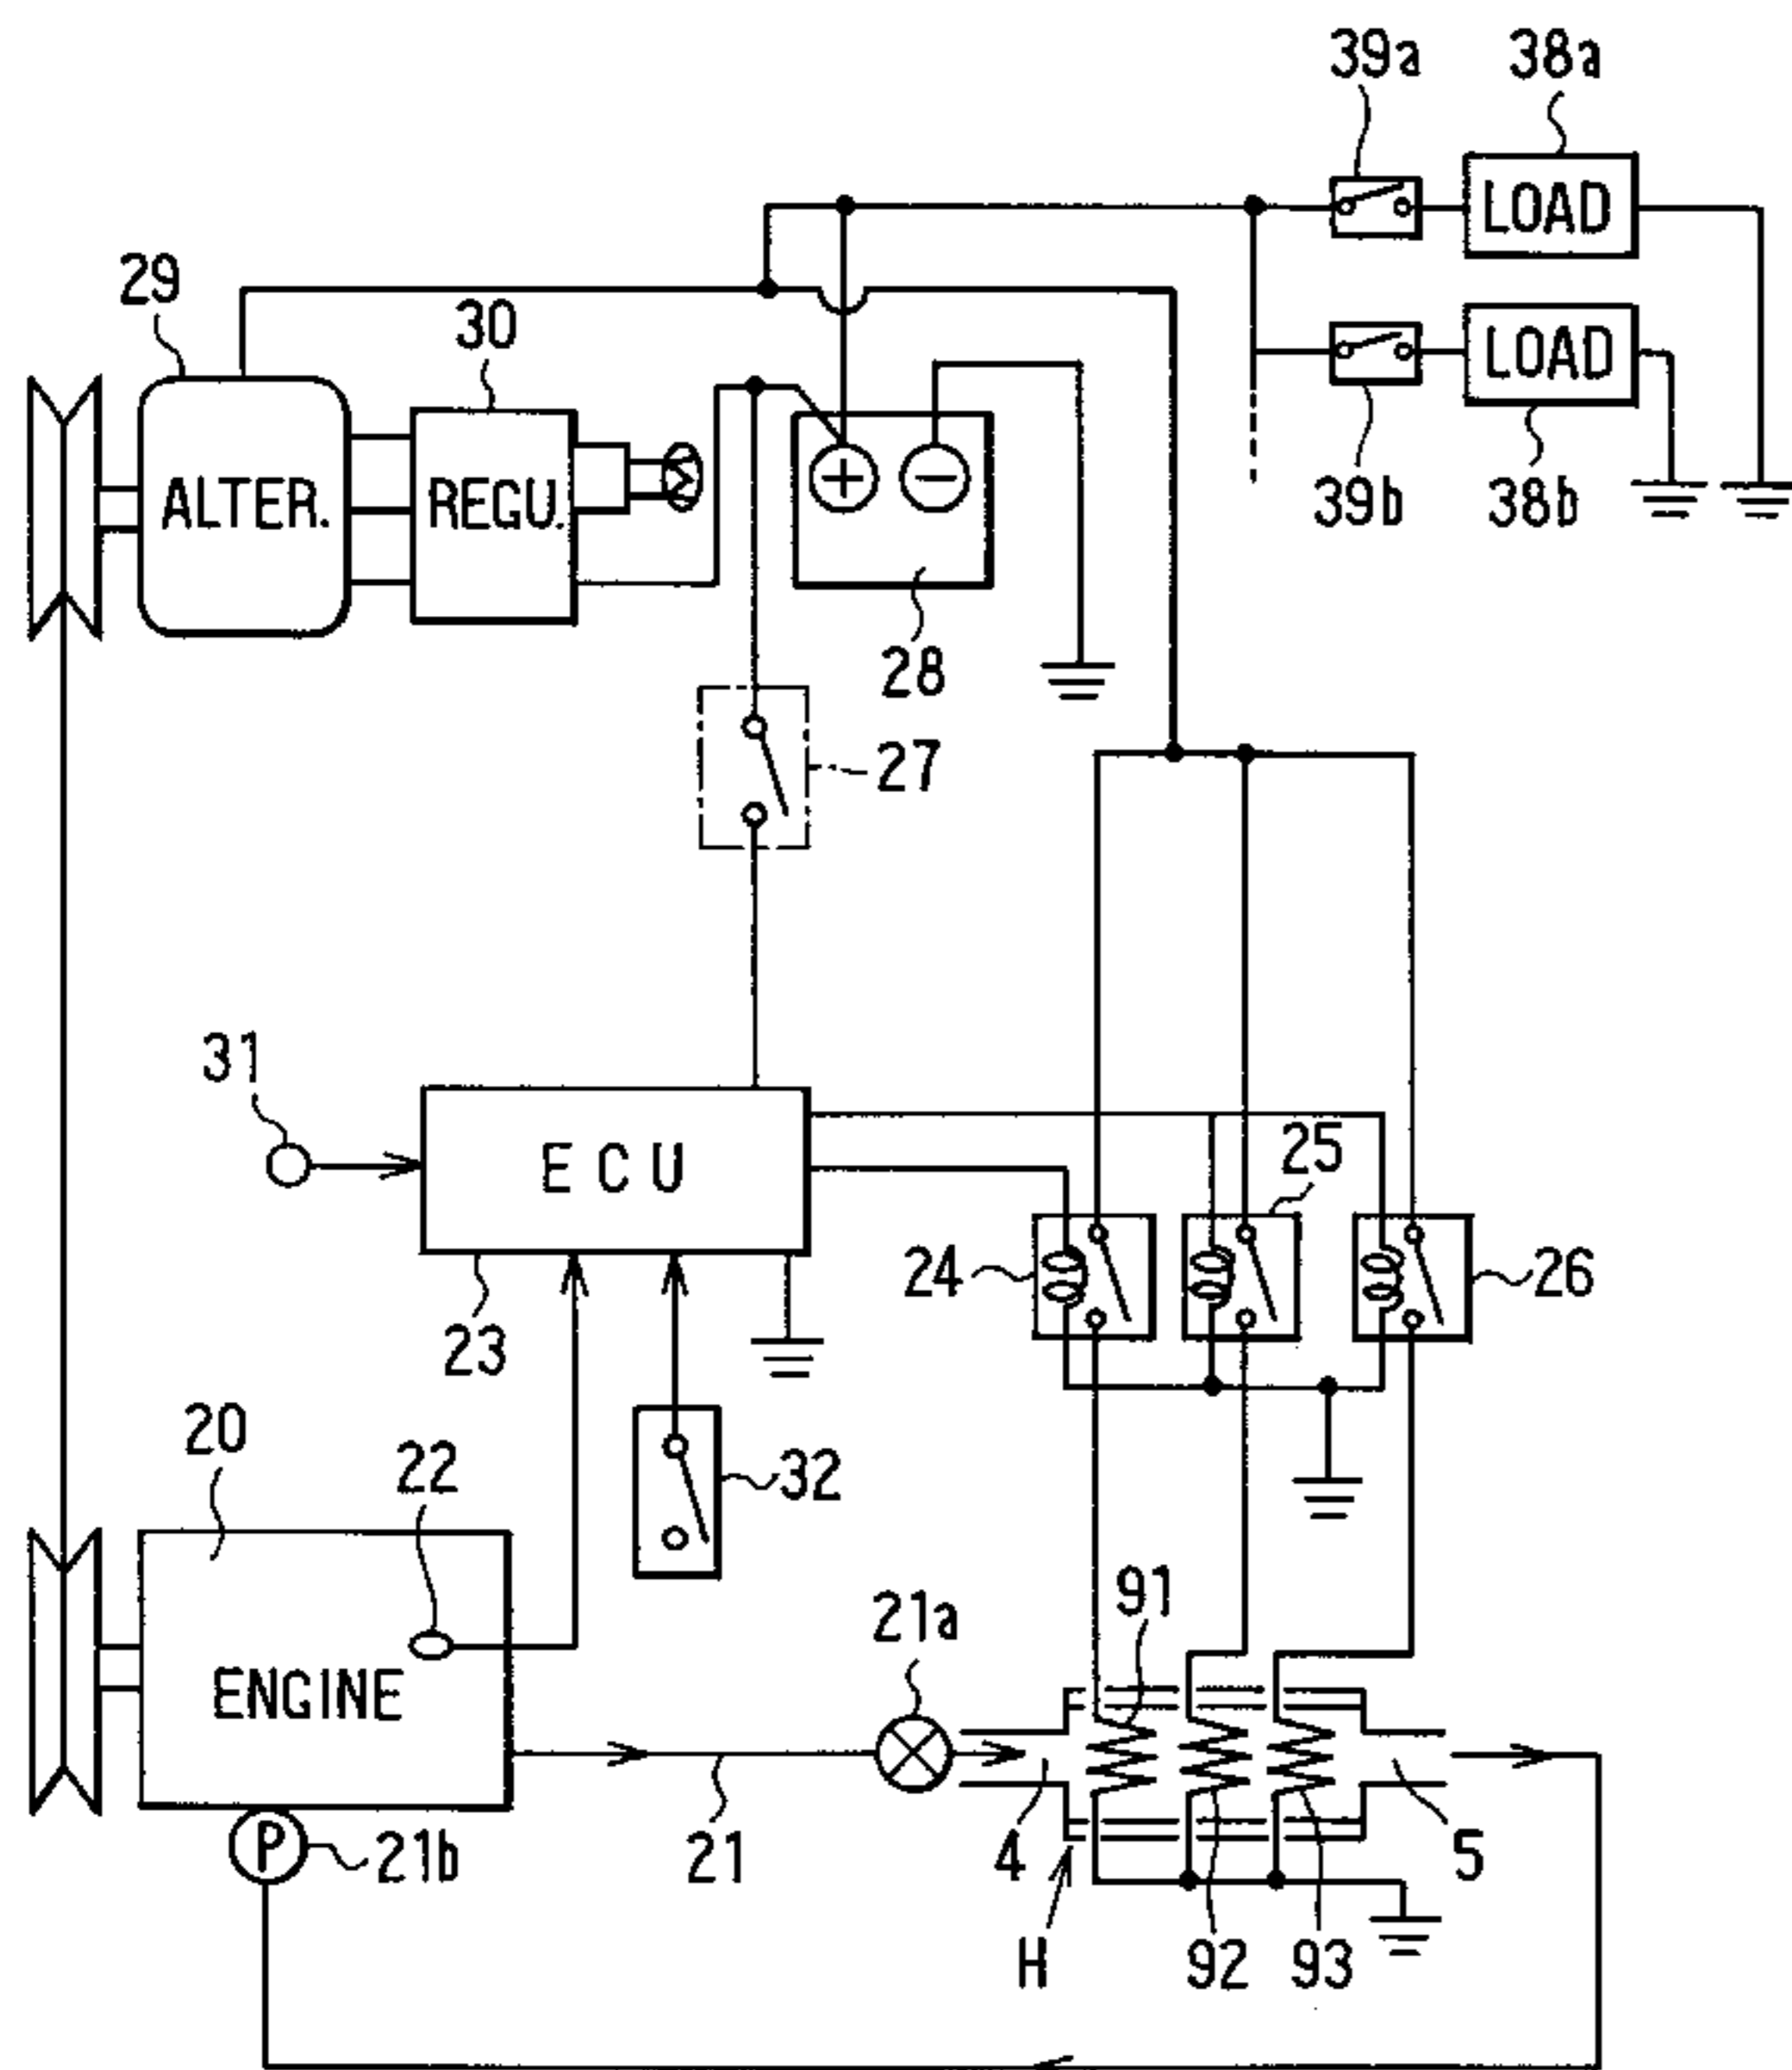 39a 38a
LOAD
29
30
LOAD
ALTER.
REGU.
+ −
39b 38b
28
27
31
ECU
25
24
26
23
20
22
32
91
21a
ENGINE
4
5
P
21b
21
H
92 93